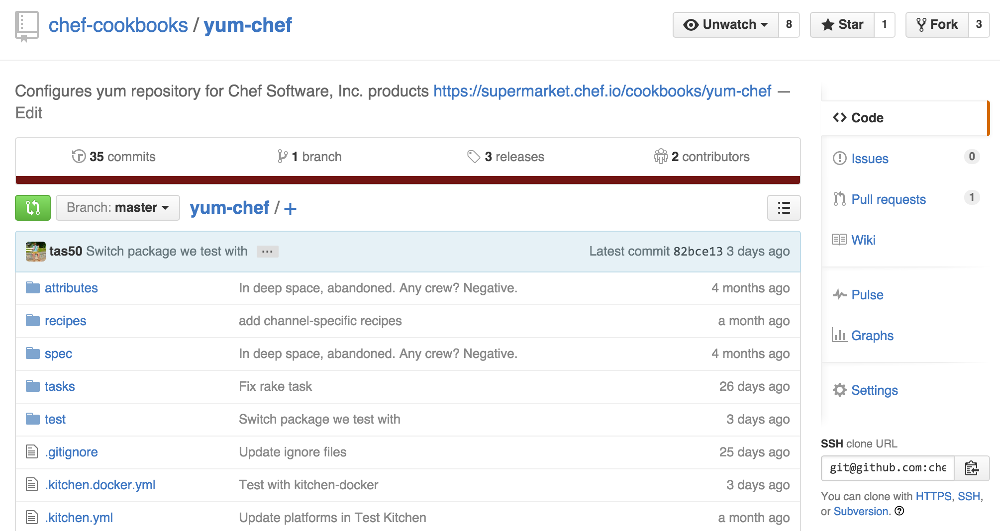 chef-cookbooks / yum-chef
Unwatch 8 Star 1 Fork 3
Configures yum repository for Chef Software, Inc. products https://supermarket.chef.io/cookbooks/yum-chef —
Edit
35 commits 1 branch 3 releases 2 contributors
Branch: master yum-chef / +
tas50 Switch package we test with ... Latest commit 82bce13 3 days ago
attributes In deep space, abandoned. Any crew? Negative. 4 months ago
recipes add channel-specific recipes a month ago
spec In deep space, abandoned. Any crew? Negative. 4 months ago
tasks Fix rake task 26 days ago
test Switch package we test with 3 days ago
.gitignore Update ignore files 25 days ago
.kitchen.docker.yml Test with kitchen-docker 3 days ago
.kitchen.yml Update platforms in Test Kitchen a month ago
Code
Issues 0
Pull requests 1
Wiki
Pulse
Graphs
Settings
SSH clone URL
git@github.com:che
You can clone with HTTPS, SSH,
or Subversion.